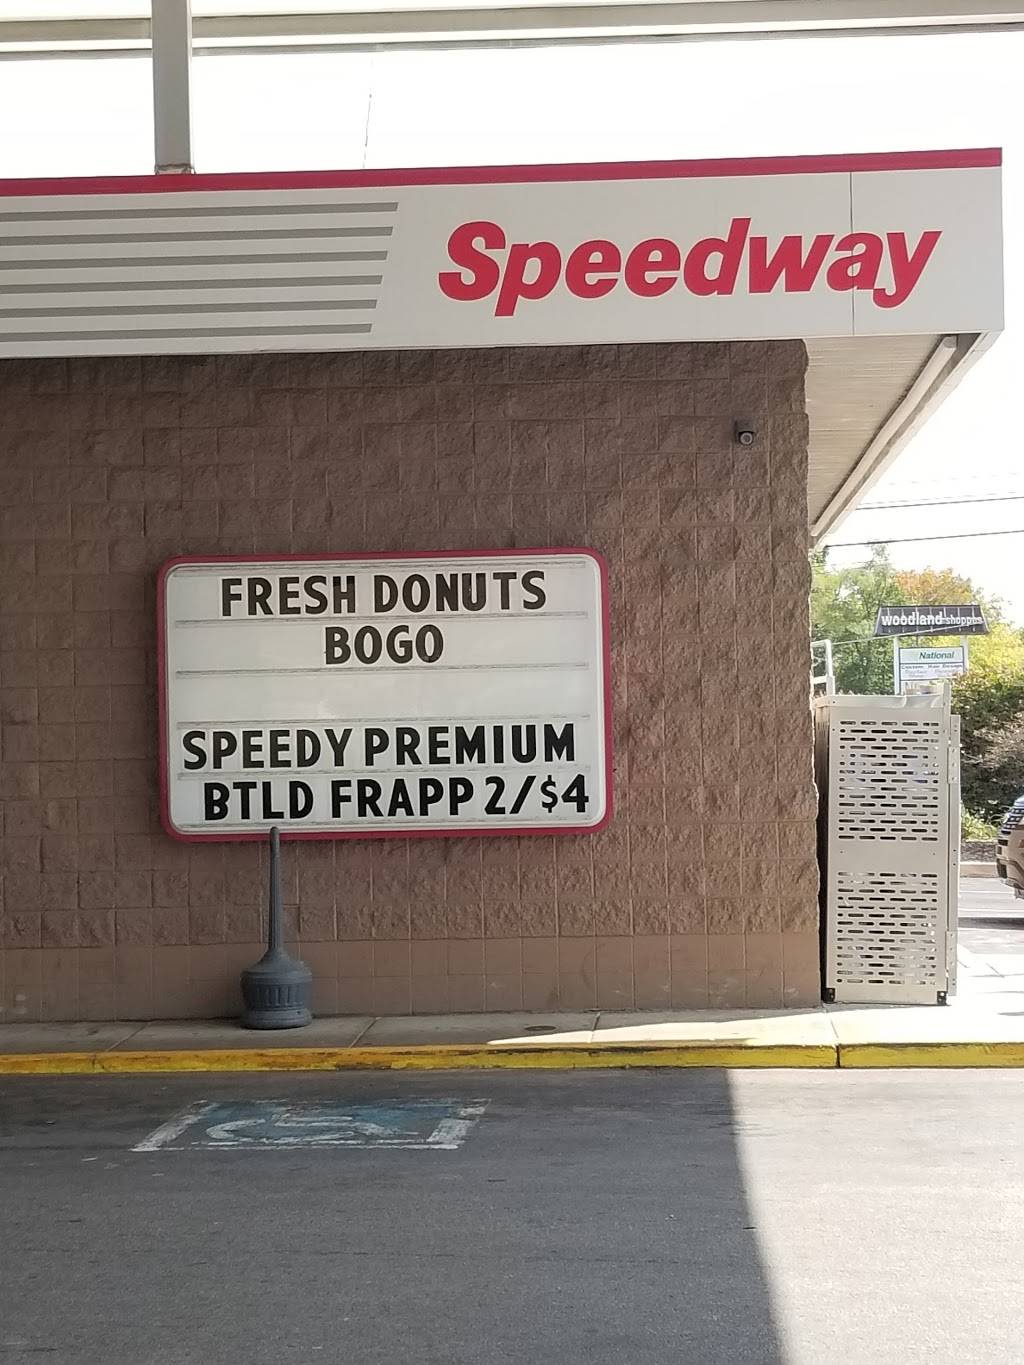 Speedway
FRESH DONUTS
BOGO
SPEEDY PREMIUM
BTLD FRAPP 2/$4
woodland shoppes
National